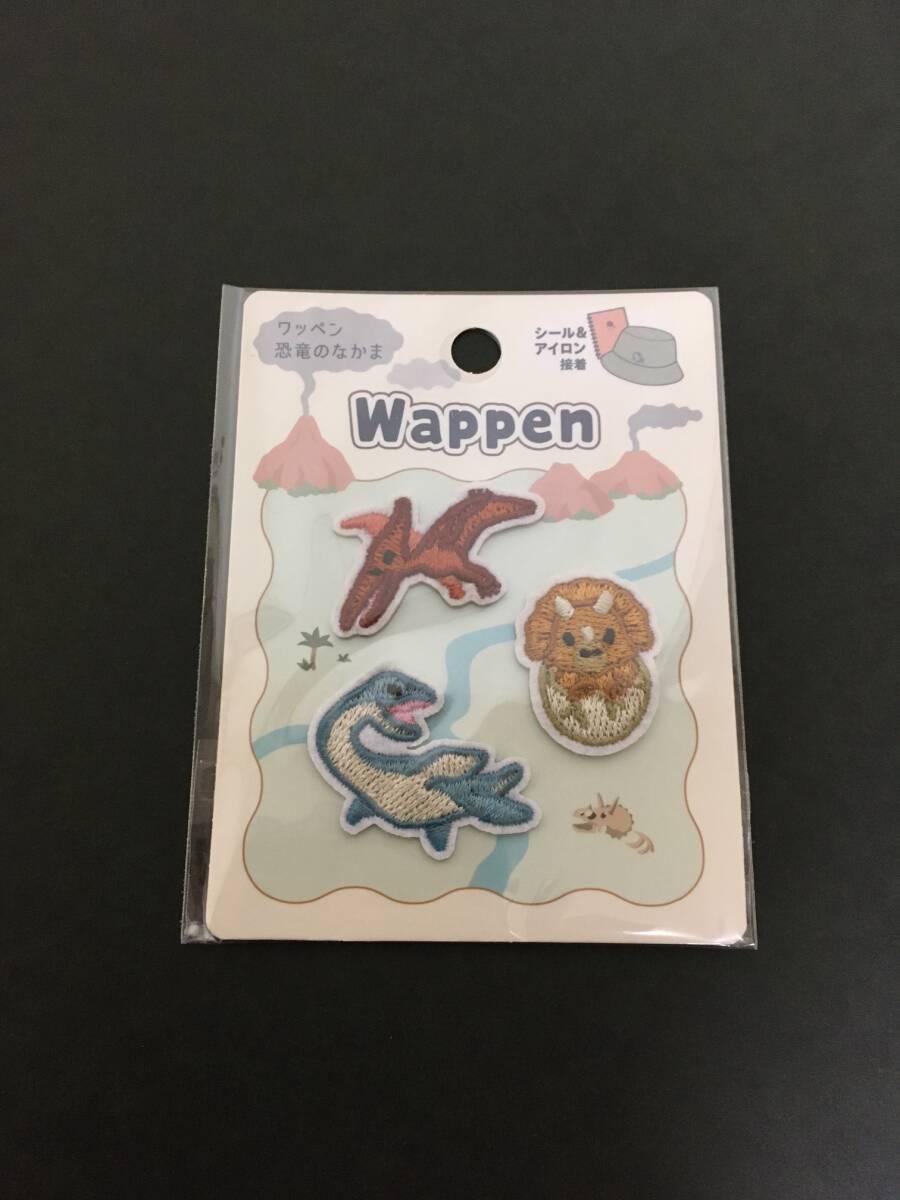 ワッペン
恐竜のなかま
シール&
アイロン
接着
Wappen